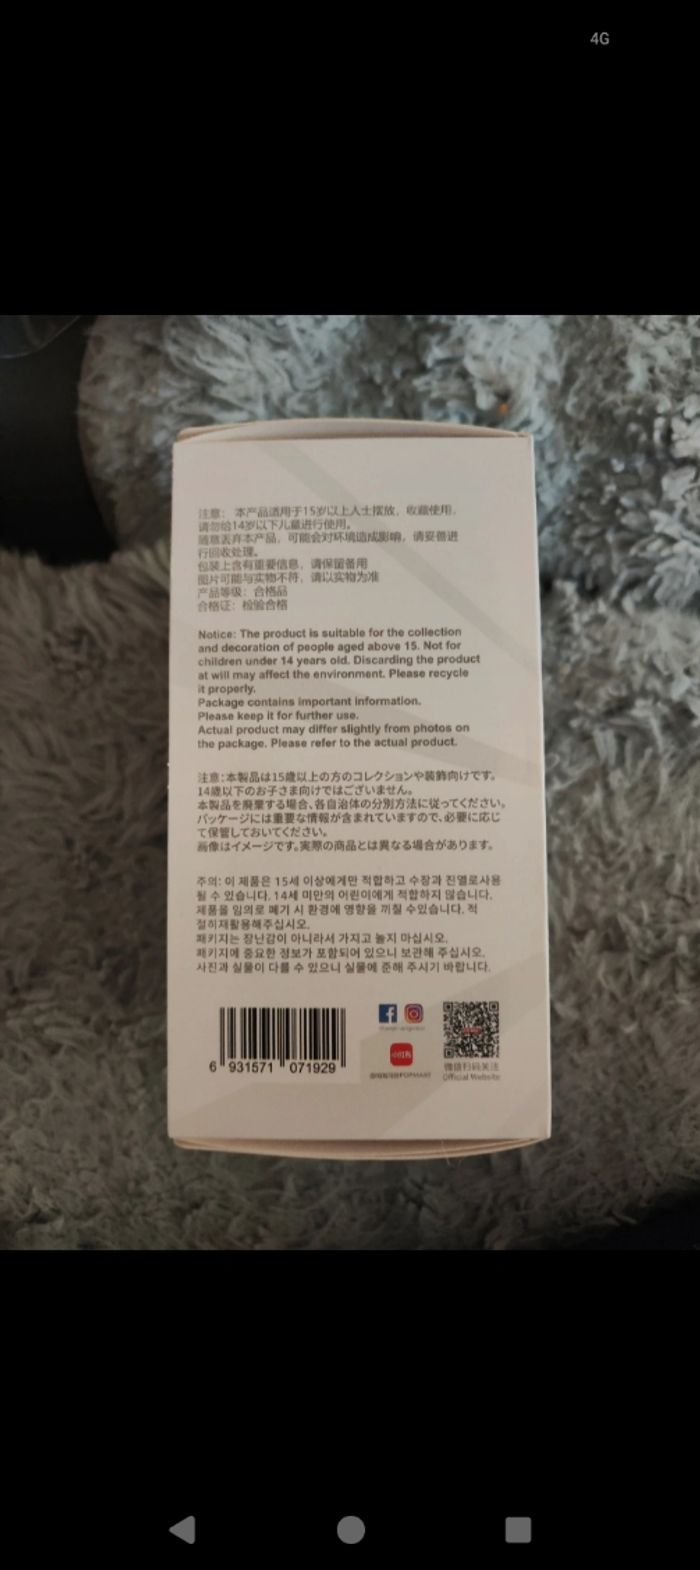 4G
注意： 本产品适用于15岁以上人士摆放，收藏使用，
请勿给14岁以下儿童进行使用。
随意丢弃本产品，可能会对环境造成影响，请妥善进
行回收处理。
包装上含有重要信息，请保留备用
图片可能与实物不符，请以实物为准
产品等级：合格品
合格证：检验合格
Notice: The product is suitable for the collection
and decoration of people aged above 15. Not for
children under 14 years old. Discarding the product
at will may affect the environment. Please recycle
it properly.
Package contains important information.
Please keep it for further use.
Actual product may differ slightly from photos on
the package. Please refer to the actual product.
注意：本製品は15歳以上の方のコレクションや装飾向けです。
14歳以下のお子さま向けではございません。
本製品を廃棄する場合、各自治体の分別方法に従ってください。
パッケージには重要な情報が含まれていますので、必要に応じ
て保管しておいてください。
画像はイメージです。実際の商品とは異なる場合があります。
주의: 이 제품은 15세 이상에게만 적합하고 수장과 진열로사용
될 수 있습니다. 14세 미만의 어린이에게 적합하지 않습니다.
제품을 임의로 폐기 시 환경에 영향을 끼칠 수있습니다. 적
절히재활용해주십시오.
패키지는 장난감이 아니라서 가지고 놀지 마십시오.
패키지에 중요한 정보가 포함되어 있으니 보관해 주십시오.
사진과 실물이 다를 수 있으니 실물에 준해 주시기 바랍니다.
6 931571 071929
小红书
微信扫码关注
Official Website